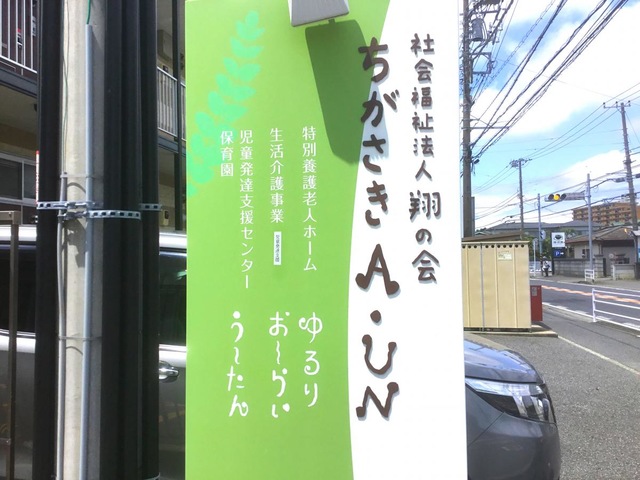 社会福祉法人 翔の会
ちがさきA・UN
特別養護老人ホーム ゆるり
生活介護事業 お〜らい
児童発達支援センター う〜たん
保育園